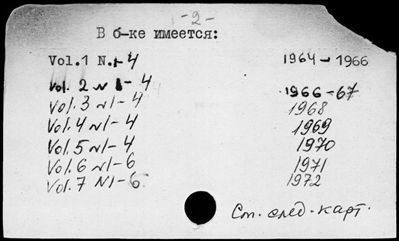 -2-
В б-ке имеется:
Vol.1 N.1-4 1964-1966
Vol. 2 N 1-4 1966-67
Vol. 3 N1-4 1968
Vol. 4 N1-4 1969
Vol. 5 N1-4 1970
Vol. 6 N1-6 1971
Vol. 7 N1-6 1972
См. след. карт.